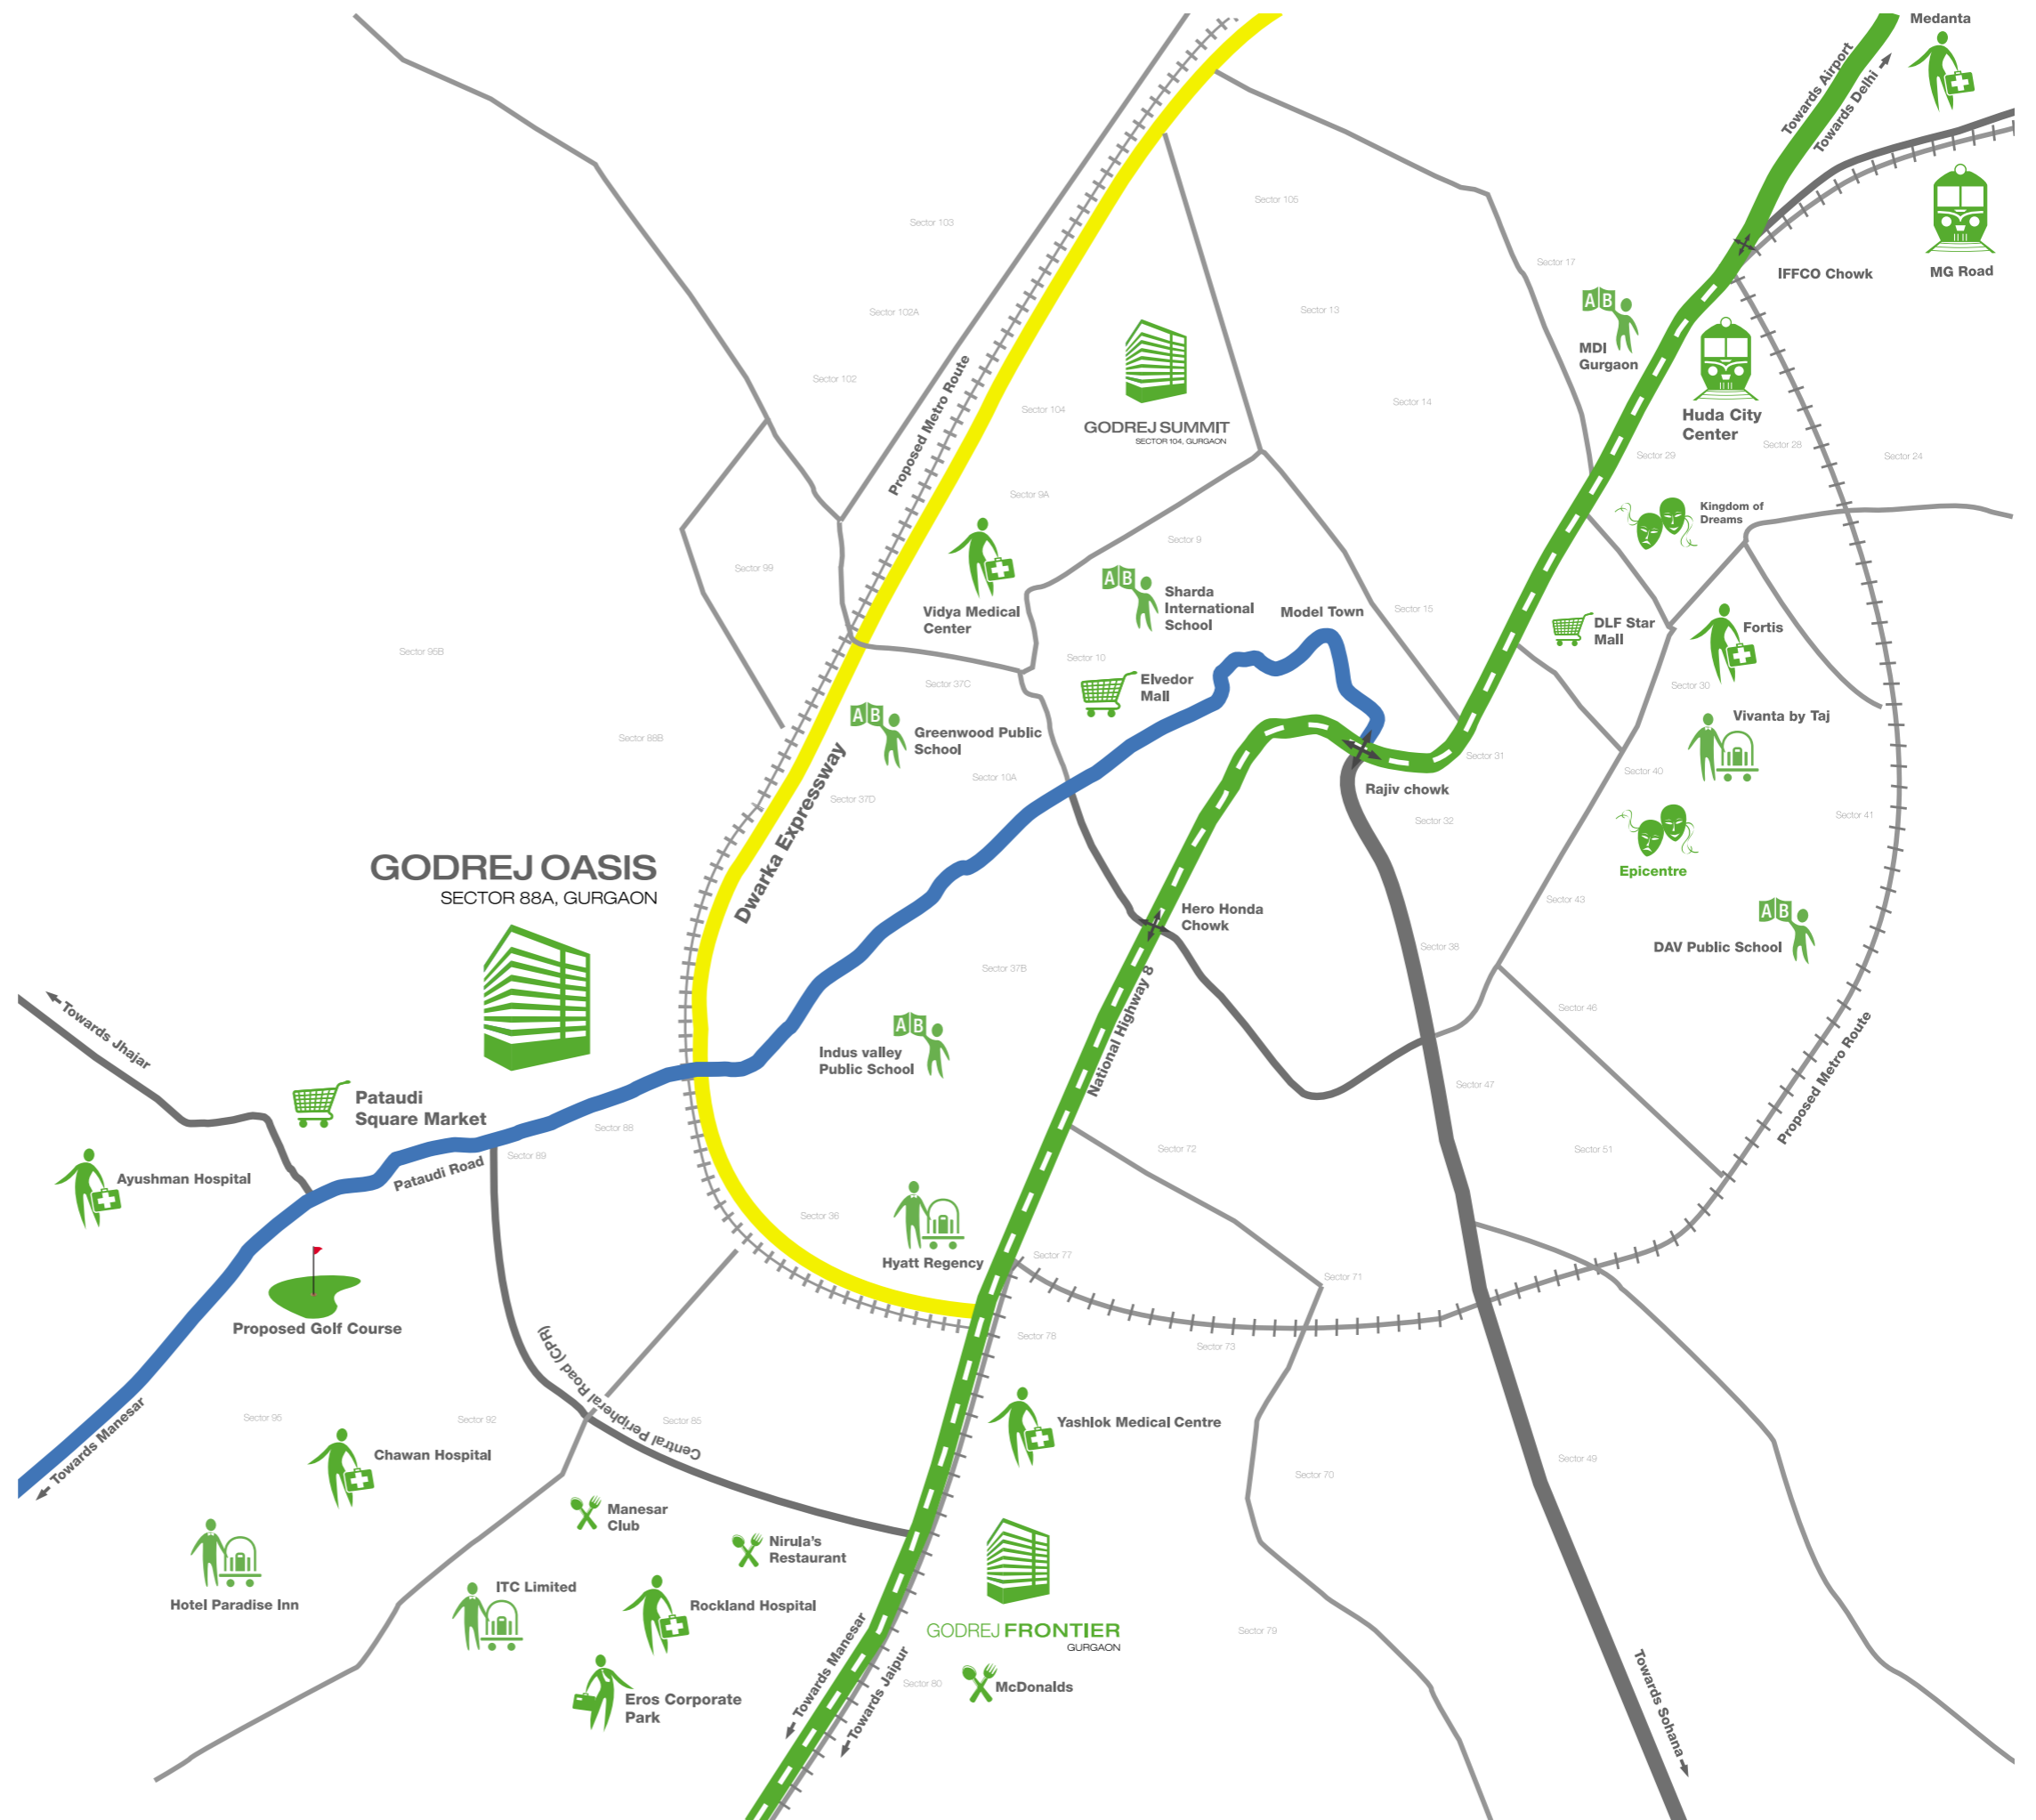 Medanta
Towards Airport
Towards Delhi
MG Road
IFFCO Chowk
Sector 103
Sector 105
Sector 17
Sector 102A
Sector 13
MDI
Gurgaon
Huda City
Center
Sector 102
Proposed Metro Route
Sector 104
GODREJ SUMMIT
SECTOR 104, GURGAON
Sector 14
Sector 29
Sector 28
Sector 24
Sector 9A
Kingdom of
Dreams
Sector 99
Sector 9
Vidya Medical
Center
Sharda
International
School
Model Town
Sector 15
DLF Star
Mall
Fortis
Sector 95B
Sector 10
Sector 37C
Elvedor
Mall
Sector 30
Vivanta by Taj
Sector 88B
Greenwood Public
School
Sector 10A
Sector 37D
Sector 31
Rajiv chowk
Sector 40
Sector 32
Sector 41
Dwarka Expressway
Epicentre
GODREJ OASIS
SECTOR 88A, GURGAON
Hero Honda
Chowk
Sector 43
Sector 38
DAV Public School
Sector 37B
National Highway 8
Sector 46
Towards Jhajar
Indus valley
Public School
Sector 47
Proposed Metro Route
Pataudi
Square Market
Sector 88
Sector 89
Pataudi Road
Sector 72
Sector 51
Ayushman Hospital
Sector 36
Hyatt Regency
Sector 77
Sector 71
Proposed Golf Course
Sector 78
Sector 73
Central Peripheral Road (CPR)
Towards Manesar
Sector 95
Sector 92
Sector 85
Yashlok Medical Centre
Chawan Hospital
Sector 70
Sector 49
Manesar
Club
Nirula's
Restaurant
Hotel Paradise Inn
ITC Limited
Rockland Hospital
GODREJ FRONTIER
GURGAON
Sector 79
Towards Manesar
Towards Jaipur
Sector 80
McDonalds
Eros Corporate
Park
Towards Sohana